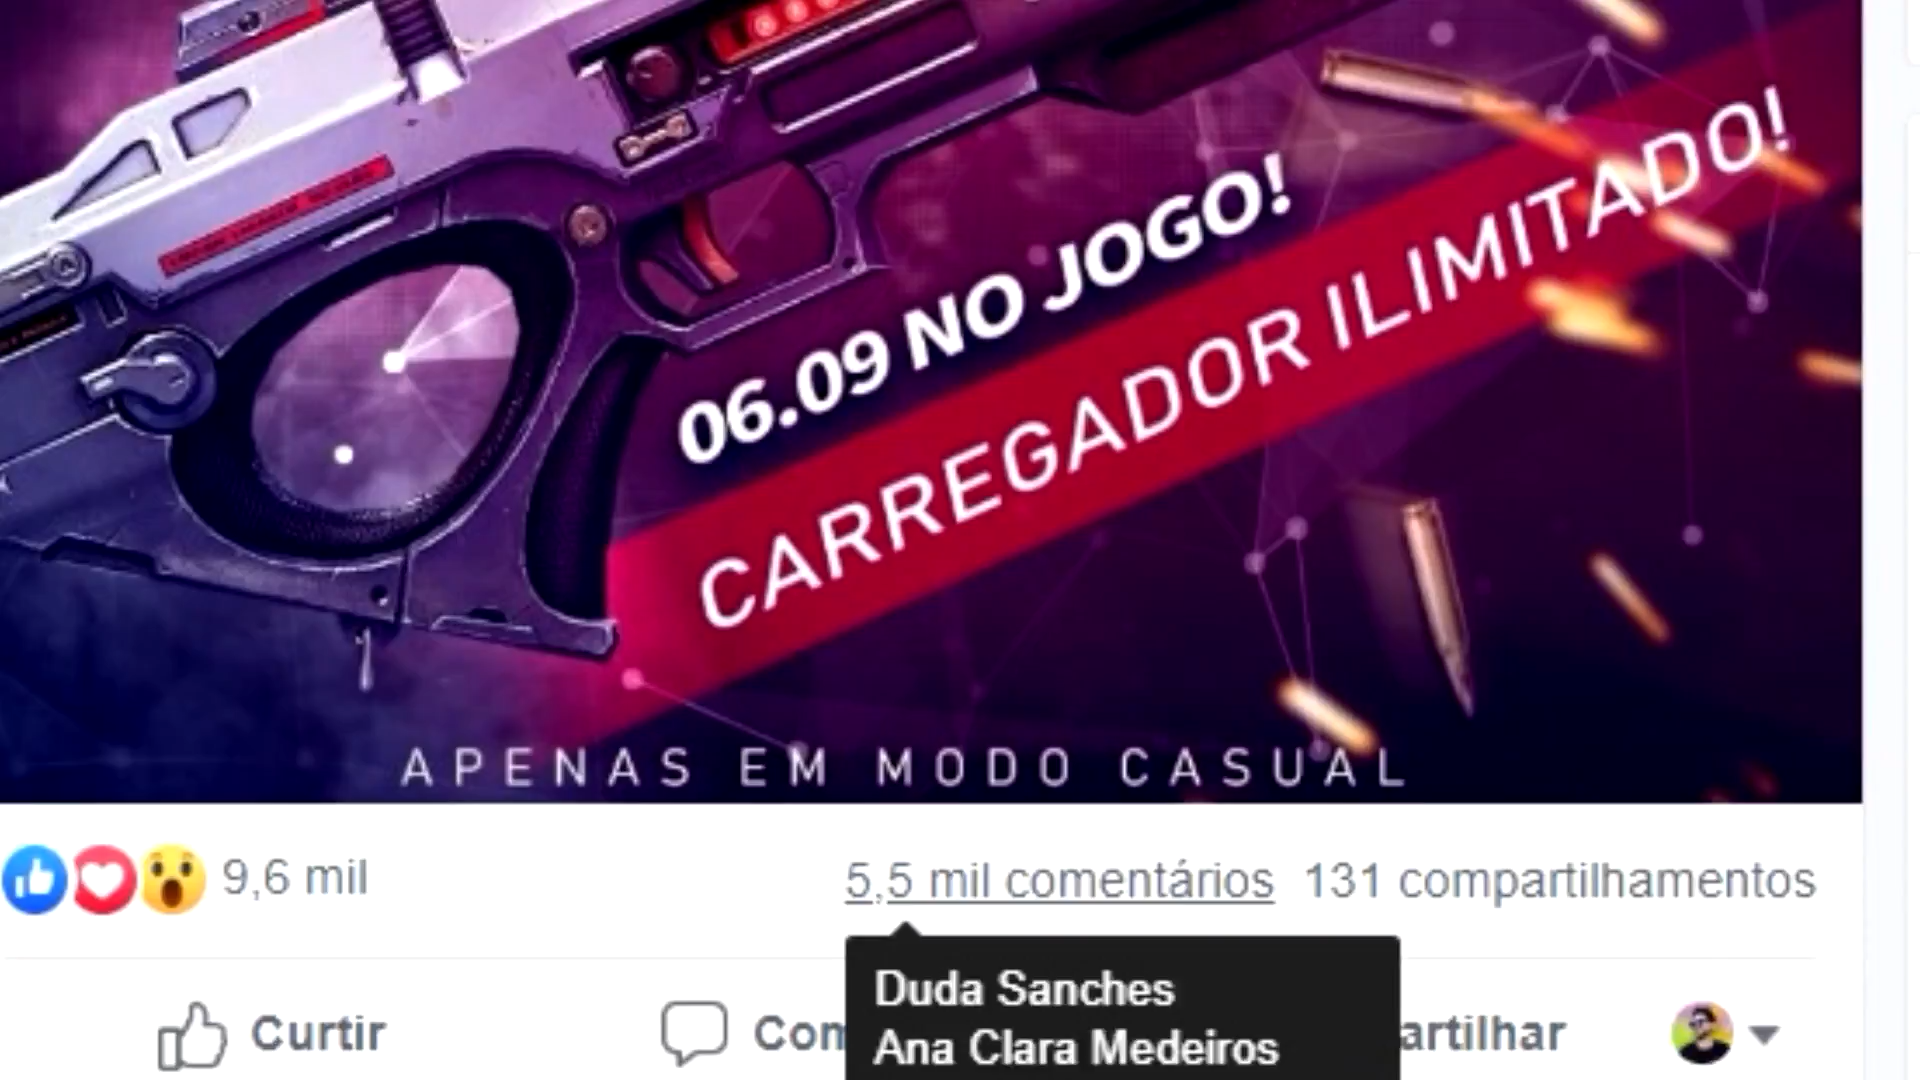 06.09 NO JOGO!
CARREGADOR ILIMITADO!
APENAS EM MODO CASUAL
9,6 mil
5,5 mil comentários 131 compartilhamentos
Duda Sanches
Ana Clara Medeiros
Curtir
Com
artilhar